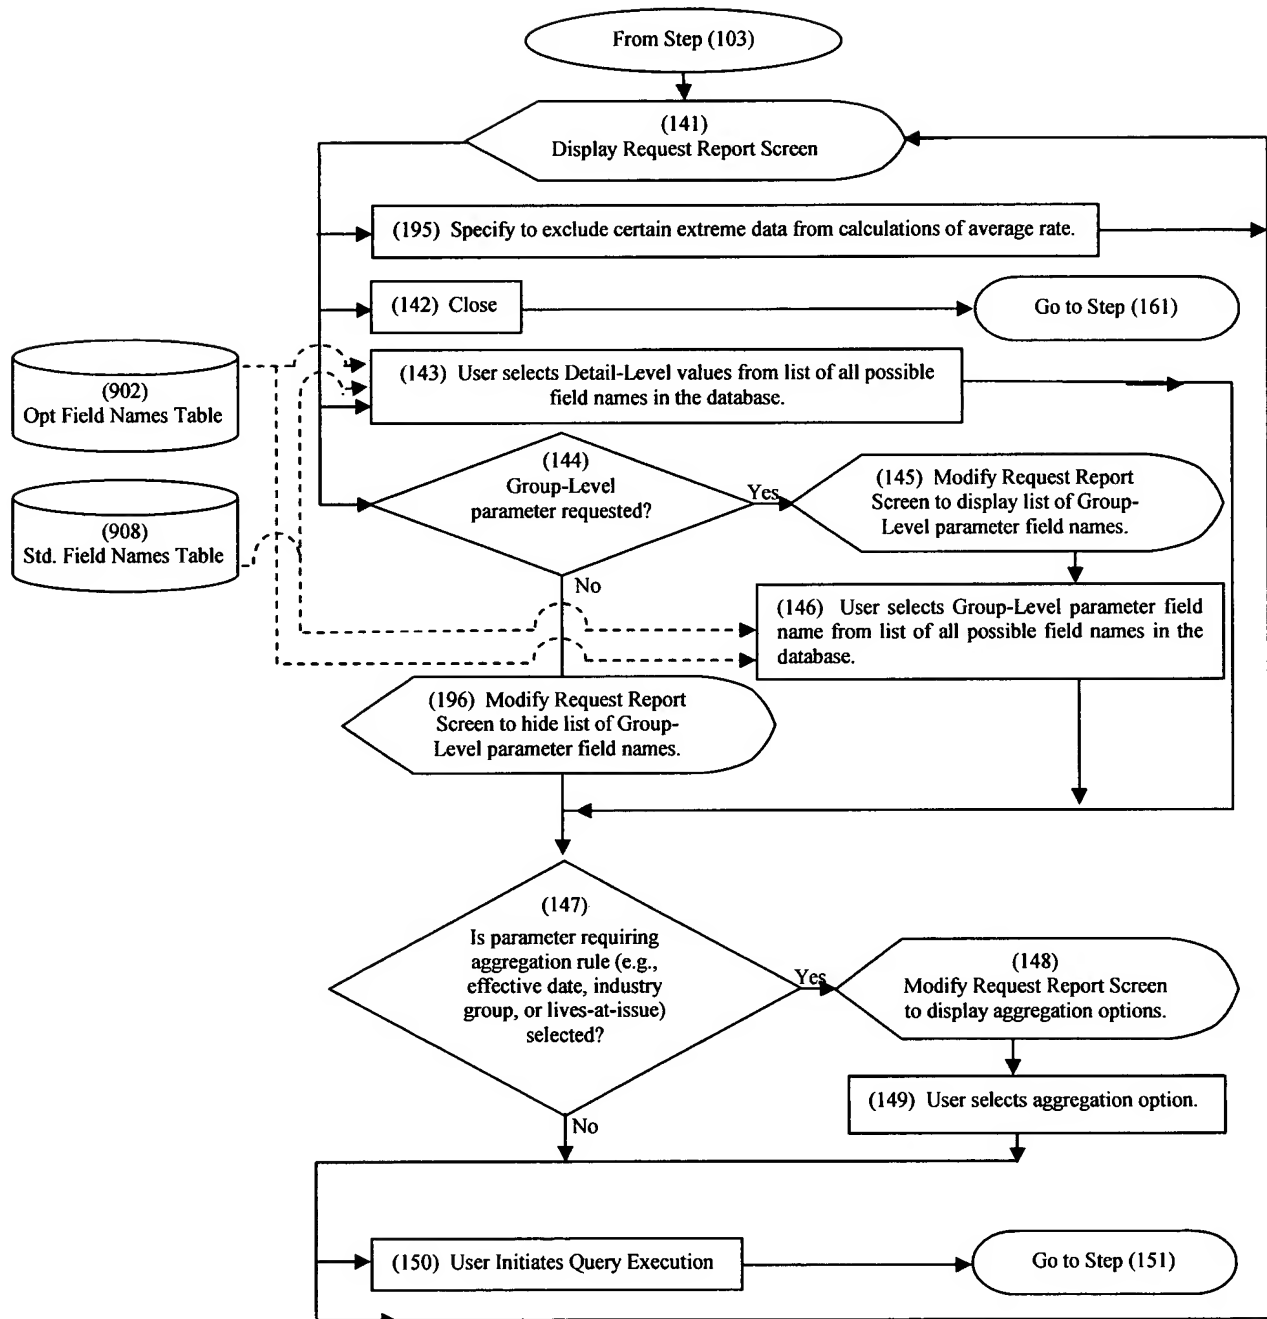 From Step (103)
(141)
Display Request Report Screen
(195) Specify to exclude certain extreme data from calculations of average rate.
(142) Close
Go to Step (161)
(902)
Opt Field Names Table
(143) User selects Detail-Level values from list of all possible
field names in the database.
(144)
Group-Level
parameter requested?
Yes
(145) Modify Request Report
Screen to display list of Group-
Level parameter field names.
(908)
Std. Field Names Table
No
(146) User selects Group-Level parameter field
name from list of all possible field names in the
database.
(196) Modify Request Report
Screen to hide list of Group-
Level parameter field names.
(147)
Is parameter requiring
aggregation rule (e.g.,
effective date, industry
group, or lives-at-issue)
selected?
Yes
(148)
Modify Request Report Screen
to display aggregation options.
(149) User selects aggregation option.
No
(150) User Initiates Query Execution
Go to Step (151)